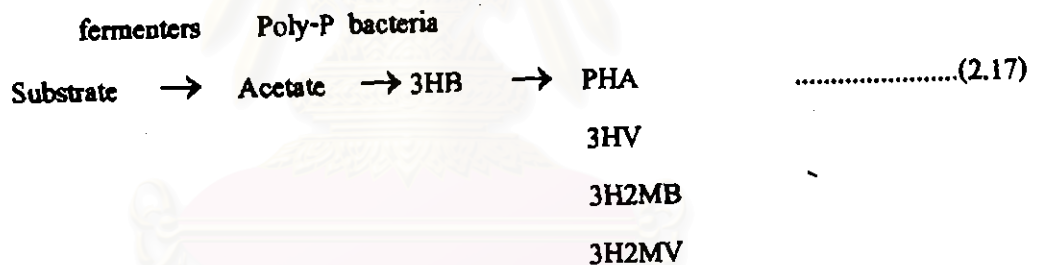 fermenters Poly-P bacteria
Substrate → Acetate → 3HB → PHA .......................(2.17)
3HV
3H2MB
3H2MV